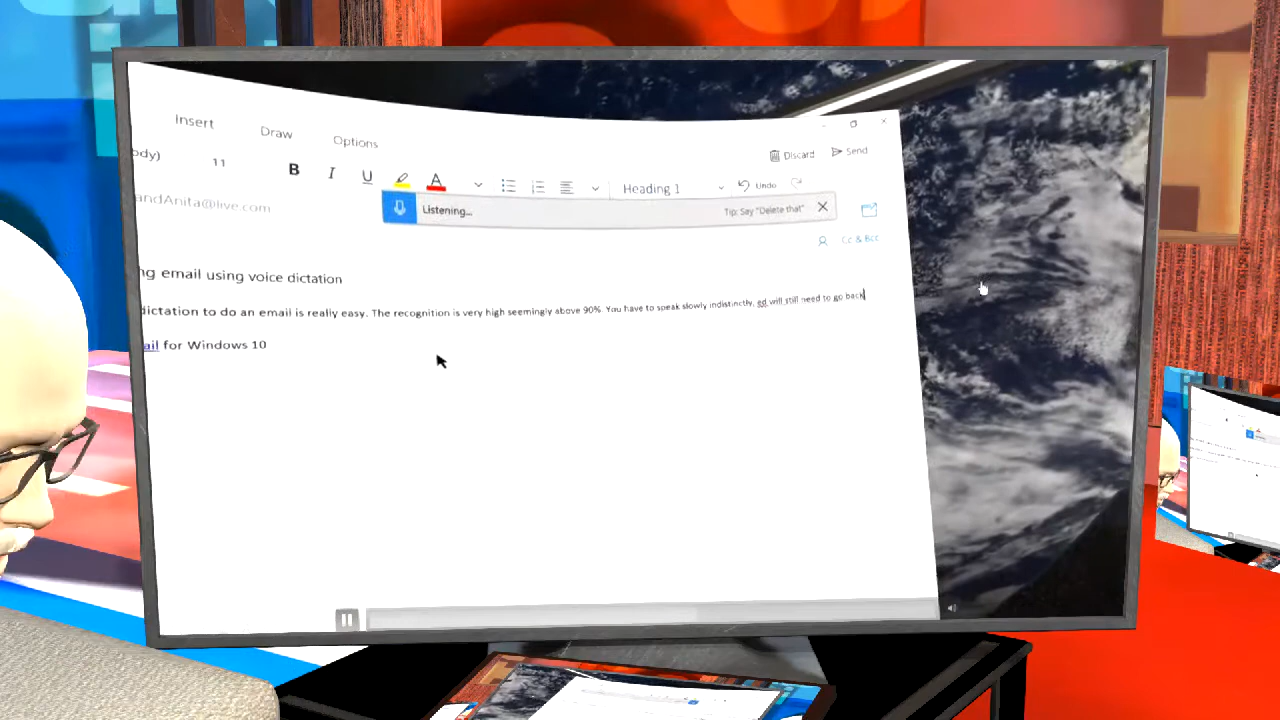 Insert Draw Options
Discard Send
ody) 11 B I U A Heading 1 Undo
andAnita@live.com
Listening... Tip: Say "Delete that"
Cc & Bcc
ng email using voice dictation
dictation to do an email is really easy. The recognition is very high seemingly above 90%. You have to speak slowly indistinctly, ed will still need to go back
ail for Windows 10